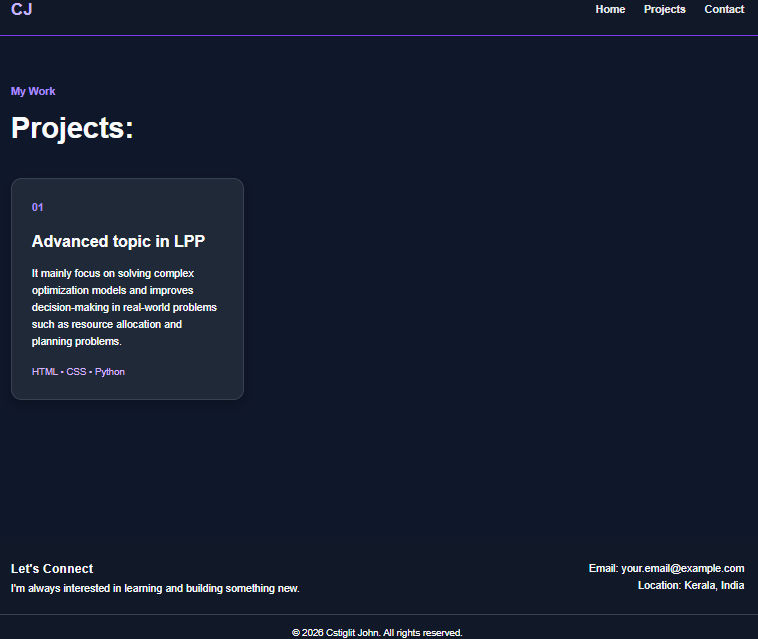 CJ
Home Projects Contact
My Work
Projects:
01
Advanced topic in LPP
It mainly focus on solving complex
optimization models and improves
decision-making in real-world problems
such as resource allocation and
planning problems.
HTML • CSS • Python
Let's Connect
I'm always interested in learning and building something new.
Email: your.email@example.com
Location: Kerala, India
© 2026 Cstiglit John. All rights reserved.